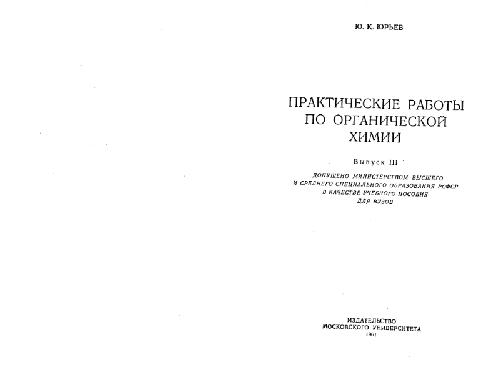 Ю. К. ЮРЬЕВ
ПРАКТИЧЕСКИЕ РАБОТЫ
ПО ОРГАНИЧЕСКОЙ
ХИМИИ
Выпуск III
ДОПУЩЕНО МИНИСТЕРСТВОМ ВЫСШЕГО
И СРЕДНЕГО СПЕЦИАЛЬНОГО ОБРАЗОВАНИЯ РСФСР
В КАЧЕСТВЕ УЧЕБНОГО ПОСОБИЯ
ДЛЯ ВУЗОВ
ИЗДАТЕЛЬСТВО
МОСКОВСКОГО УНИВЕРСИТЕТА